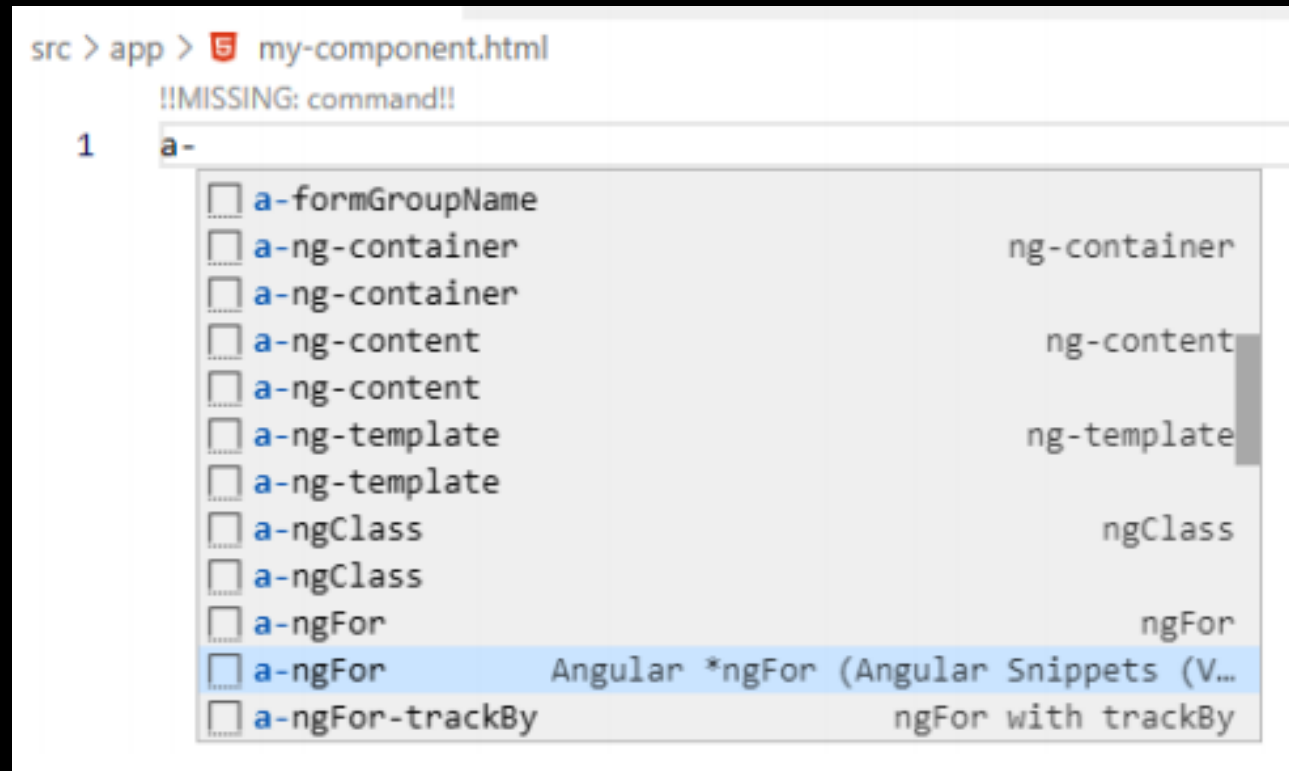 src > app > my-component.html
!!MISSING: command!!
1 a-
a-formGroupName
a-ng-container ng-container
a-ng-container
a-ng-content ng-content
a-ng-content
a-ng-template ng-template
a-ng-template
a-ngClass ngClass
a-ngClass
a-ngFor ngFor
a-ngFor Angular *ngFor (Angular Snippets (V…
a-ngFor-trackBy ngFor with trackBy